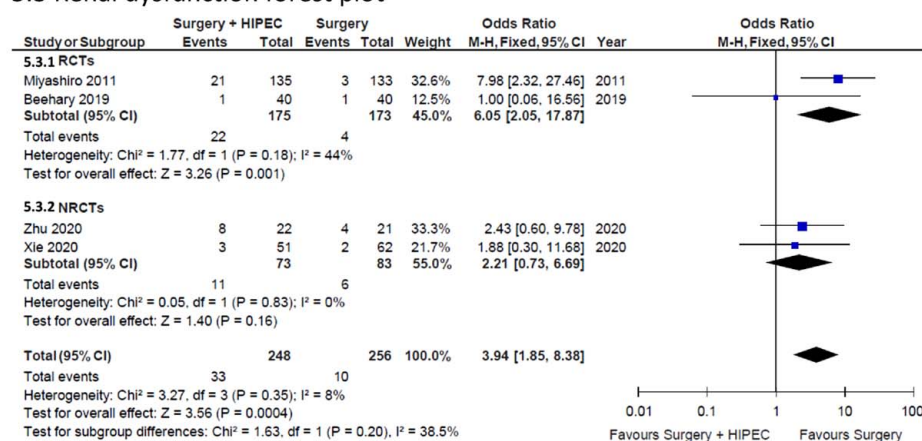 Surgery + HIPEC Surgery Odds Ratio Odds Ratio
Study or Subgroup Events Total Events Total Weight M-H, Fixed, 95% CI Year M-H, Fixed, 95% CI
5.3.1 RCTs
Miyashiro 2011 21 135 3 133 32.6% 7.98 [2.32, 27.46] 2011
Beehary 2019 1 40 1 40 12.5% 1.00 [0.06, 16.56] 2019
Subtotal (95% CI) 175 173 45.0% 6.05 [2.05, 17.87]
Total events 22 4
Heterogeneity: Chi² = 1.77, df = 1 (P = 0.18); I² = 44%
Test for overall effect: Z = 3.26 (P = 0.001)
5.3.2 NRCTs
Zhu 2020 8 22 4 21 33.3% 2.43 [0.60, 9.78] 2020
Xie 2020 3 51 2 62 21.7% 1.88 [0.30, 11.68] 2020
Subtotal (95% CI) 73 83 55.0% 2.21 [0.73, 6.69]
Total events 11 6
Heterogeneity: Chi² = 0.05, df = 1 (P = 0.83); I² = 0%
Test for overall effect: Z = 1.40 (P = 0.16)
Total (95% CI) 248 256 100.0% 3.94 [1.85, 8.38]
Total events 33 10
Heterogeneity: Chi² = 3.27, df = 3 (P = 0.35); I² = 8%
Test for overall effect: Z = 3.56 (P = 0.0004)
Test for subgroup differences: Chi² = 1.63, df = 1 (P = 0.20), I² = 38.5%
0.01 0.1 1 10 100
Favours Surgery + HIPEC Favours Surgery